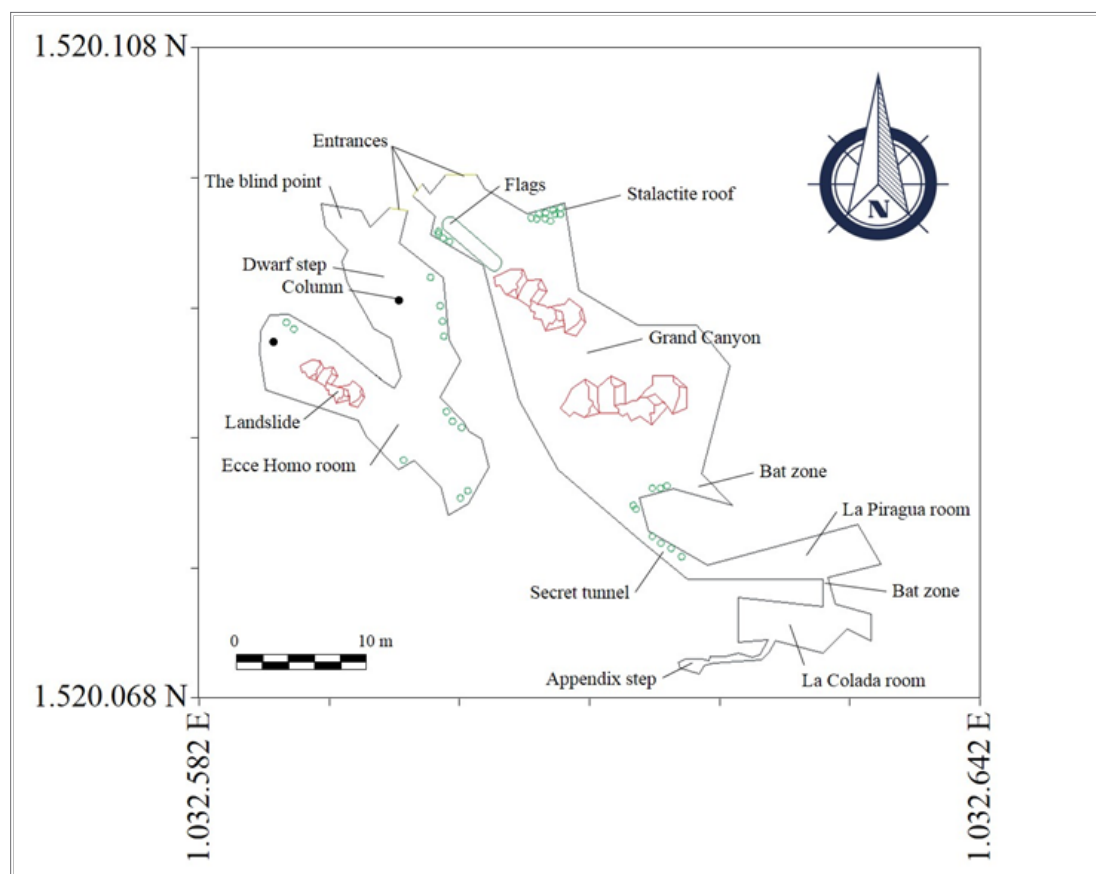 1.520.108 N
Entrances
The blind point
Flags
Stalactite roof
N
Dwarf step
Column
Grand Canyon
Landslide
Ecce Homo room
Bat zone
La Piragua room
Secret tunnel
Bat zone
0 10 m
Appendix step
La Colada room
1.520.068 N
1.032.582 E
1.032.642 E